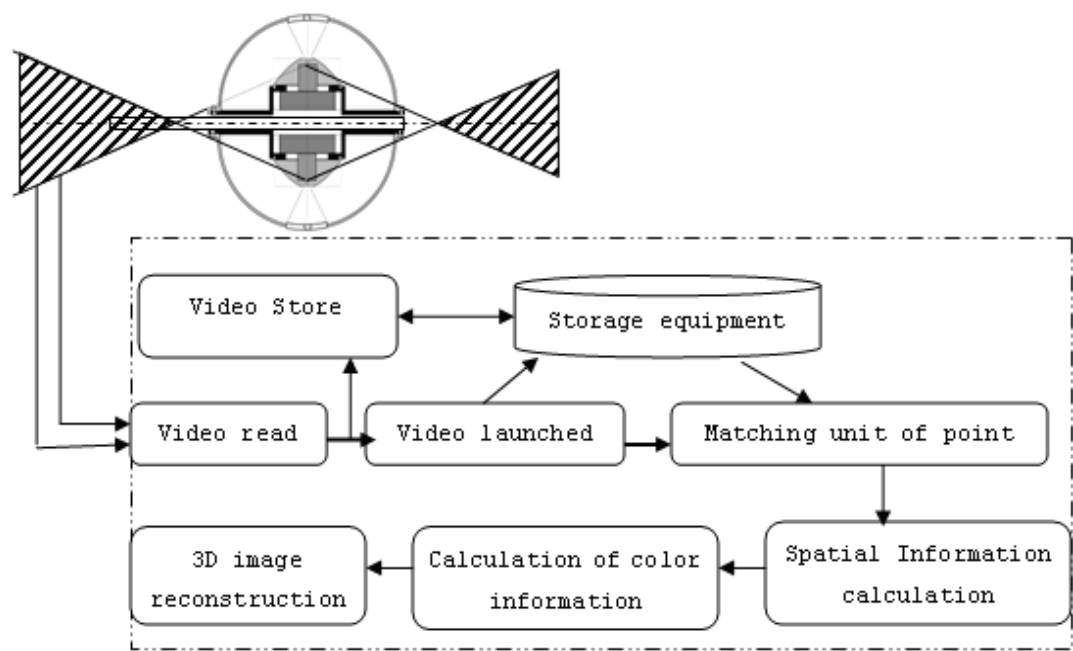 Video Store
Storage equipment
Video read
Video launched
Matching unit of point
3D image
reconstruction
Calculation of color
information
Spatial Information
calculation